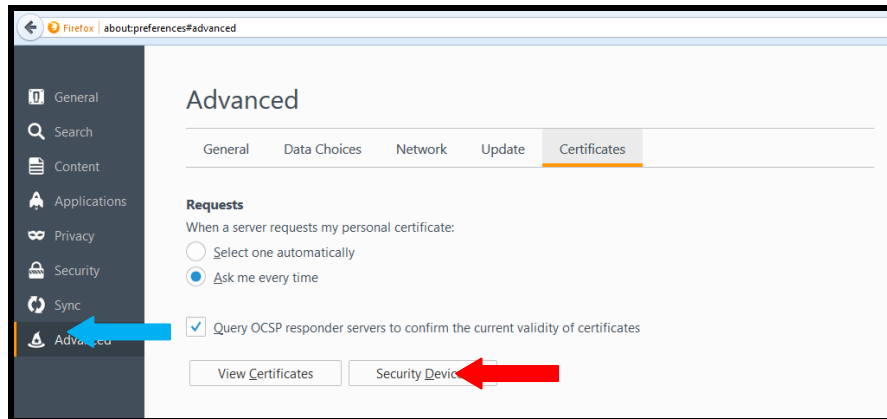 Firefox about:preferences#advanced
General
Search
Content
Applications
Privacy
Security
Sync
Advanced
Advanced
General Data Choices Network Update Certificates
Requests
When a server requests my personal certificate:
Select one automatically
Ask me every time
Query OCSP responder servers to confirm the current validity of certificates
View Certificates Security